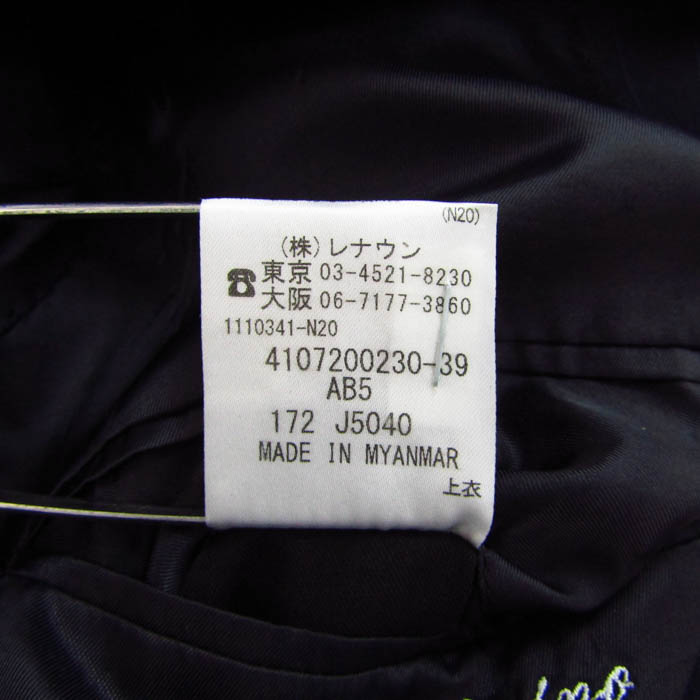 (N20)
(株)レナウン
☎東京 03-4521-8230
大阪 06-7177-3860
1110341-N20
4107200230-39
AB5
172 J5040
MADE IN MYANMAR
上衣